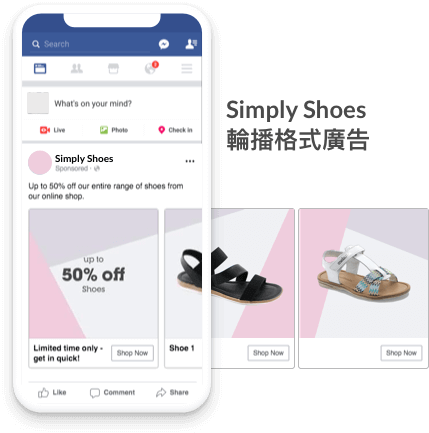 Search
What's on your mind?
Live
Photo
Check in
Simply Shoes
Sponsored ·
Up to 50% off our entire range of shoes from
our online shop.
up to
50% off
Shoes
Limited time only -
get in quick!
Shop Now
Shoe 1
Shop Now
Shop Now
Like
Comment
Share
Simply Shoes
輪播格式廣告